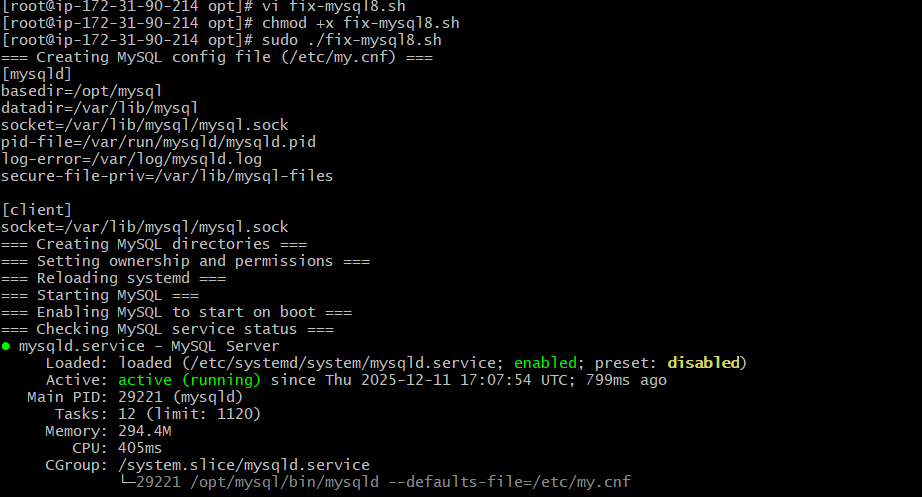 [root@ip-172-31-90-214 opt]# vi fix-mysql8.sh
[root@ip-172-31-90-214 opt]# chmod +x fix-mysql8.sh
[root@ip-172-31-90-214 opt]# sudo ./fix-mysql8.sh
=== Creating MySQL config file (/etc/my.cnf) ===
[mysqld]
basedir=/opt/mysql
datadir=/var/lib/mysql
socket=/var/lib/mysql/mysql.sock
pid-file=/var/run/mysqld/mysqld.pid
log-error=/var/log/mysqld.log
secure-file-priv=/var/lib/mysql-files

[client]
socket=/var/lib/mysql/mysql.sock
=== Creating MySQL directories ===
=== Setting ownership and permissions ===
=== Reloading systemd ===
=== Starting MySQL ===
=== Enabling MySQL to start on boot ===
=== Checking MySQL service status ===
● mysqld.service - MySQL Server
     Loaded: loaded (/etc/systemd/system/mysqld.service; enabled; preset: disabled)
     Active: active (running) since Thu 2025-12-11 17:07:54 UTC; 799ms ago
   Main PID: 29221 (mysqld)
      Tasks: 12 (limit: 1120)
     Memory: 294.4M
        CPU: 405ms
     CGroup: /system.slice/mysqld.service
             └─29221 /opt/mysql/bin/mysqld --defaults-file=/etc/my.cnf